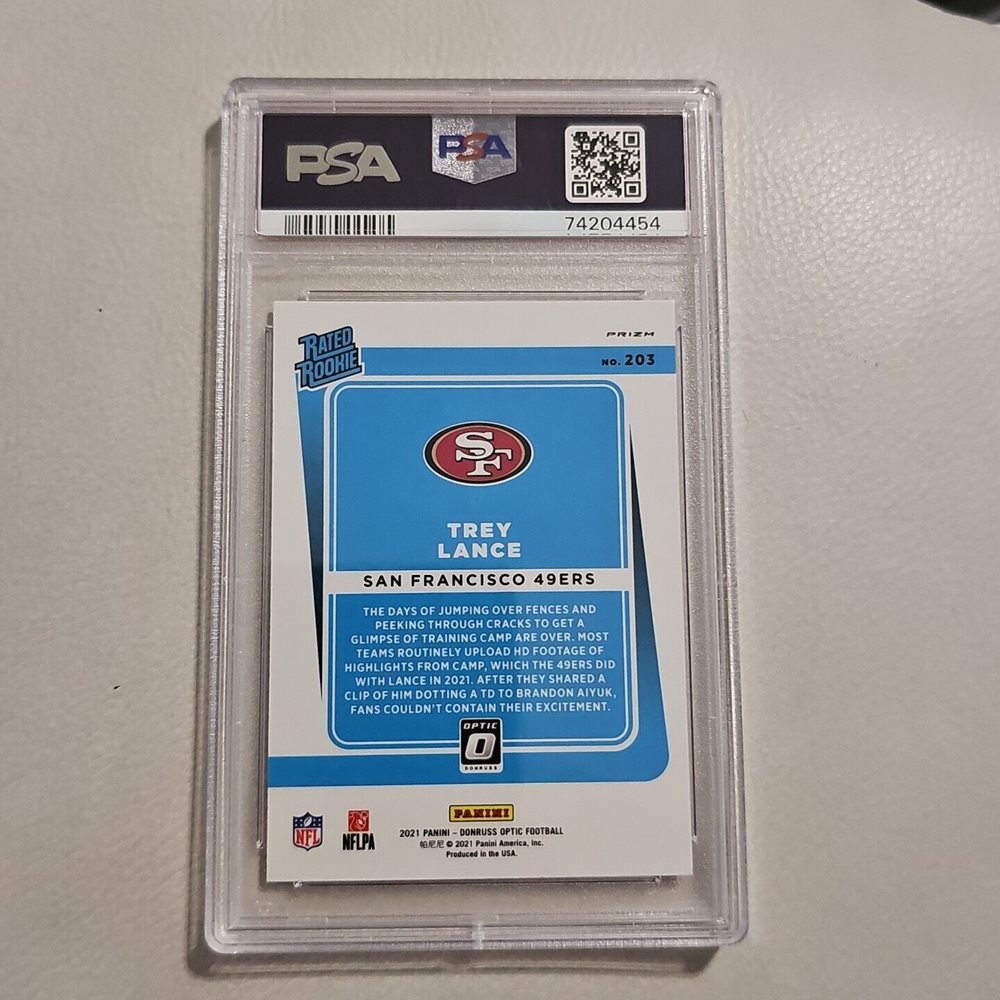 PSA
PSA
74204454
RATED
ROOKIE
PRIZM
NO. 203
SF
TREY
LANCE
SAN FRANCISCO 49ERS
THE DAYS OF JUMPING OVER FENCES AND
PEEKING THROUGH CRACKS TO GET A
GLIMPSE OF TRAINING CAMP ARE OVER. MOST
TEAMS ROUTINELY UPLOAD HD FOOTAGE OF
HIGHLIGHTS FROM CAMP, WHICH THE 49ERS DID
WITH LANCE IN 2021. AFTER THEY SHARED A
CLIP OF HIM DOTTING A TD TO BRANDON AIYUK,
FANS COULDN'T CONTAIN THEIR EXCITEMENT.
OPTIC
O
DONRUSS
NFL
NFLPA
PANINI
2021 PANINI – DONRUSS OPTIC FOOTBALL
帕尼尼 © 2021 Panini America, Inc.
Produced in the USA.